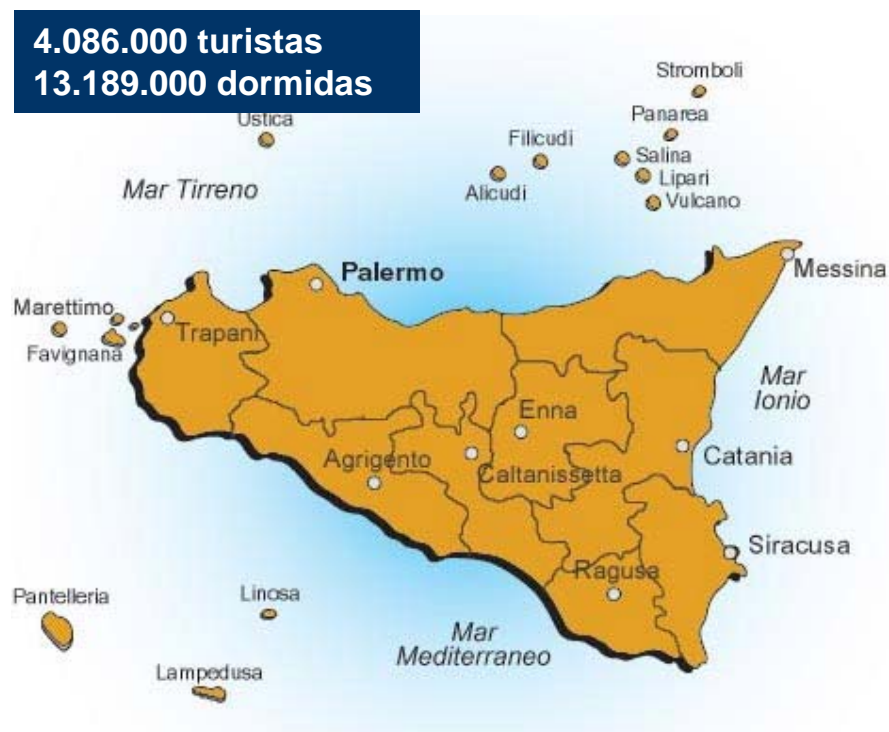 4.086.000 turistas
13.189.000 dormidas
Stromboli
Ustica
Panarea
Filicudi
Salina
Mar Tirreno
Alicudi
Lipari
Vulcano
Palermo
Messina
Marettimo
Trapani
Favignana
Mar
Ionio
Enna
Agrigento
Caltanissetta
Catania
Siracusa
Ragusa
Pantelleria
Linosa
Mar
Mediterraneo
Lampedusa